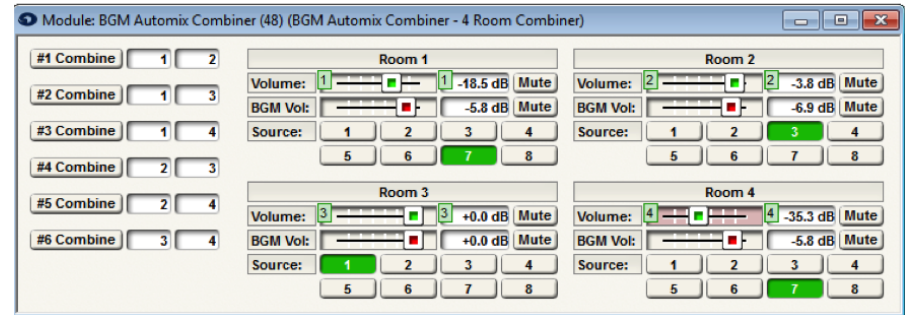 Module: BGM Automix Combiner (48) (BGM Automix Combiner - 4 Room Combiner)
#1 Combine 1 2
#2 Combine 1 3
#3 Combine 1 4
#4 Combine 2 3
#5 Combine 2 4
#6 Combine 3 4
Room 1
Volume: 1 1 -18.5 dB Mute
BGM Vol: -5.8 dB Mute
Source: 1 2 3 4
5 6 7 8
Room 2
Volume: 2 2 -3.8 dB Mute
BGM Vol: -6.9 dB Mute
Source: 1 2 3 4
5 6 7 8
Room 3
Volume: 3 3 +0.0 dB Mute
BGM Vol: +0.0 dB Mute
Source: 1 2 3 4
5 6 7 8
Room 4
Volume: 4 4 -35.3 dB Mute
BGM Vol: -5.8 dB Mute
Source: 1 2 3 4
5 6 7 8